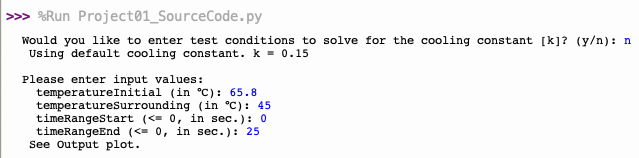 >>> %Run Project01_SourceCode.py
Would you like to enter test conditions to solve for the cooling constant [k]? (y/n): n
Using default cooling constant. k = 0.15
Please enter input values:
temperatureInitial (in °C): 65.8
temperatureSurrounding (in °C): 45
timeRangeStart (<= 0, in sec.): 0
timeRangeEnd (<= 0, in sec.): 25
See Output plot.